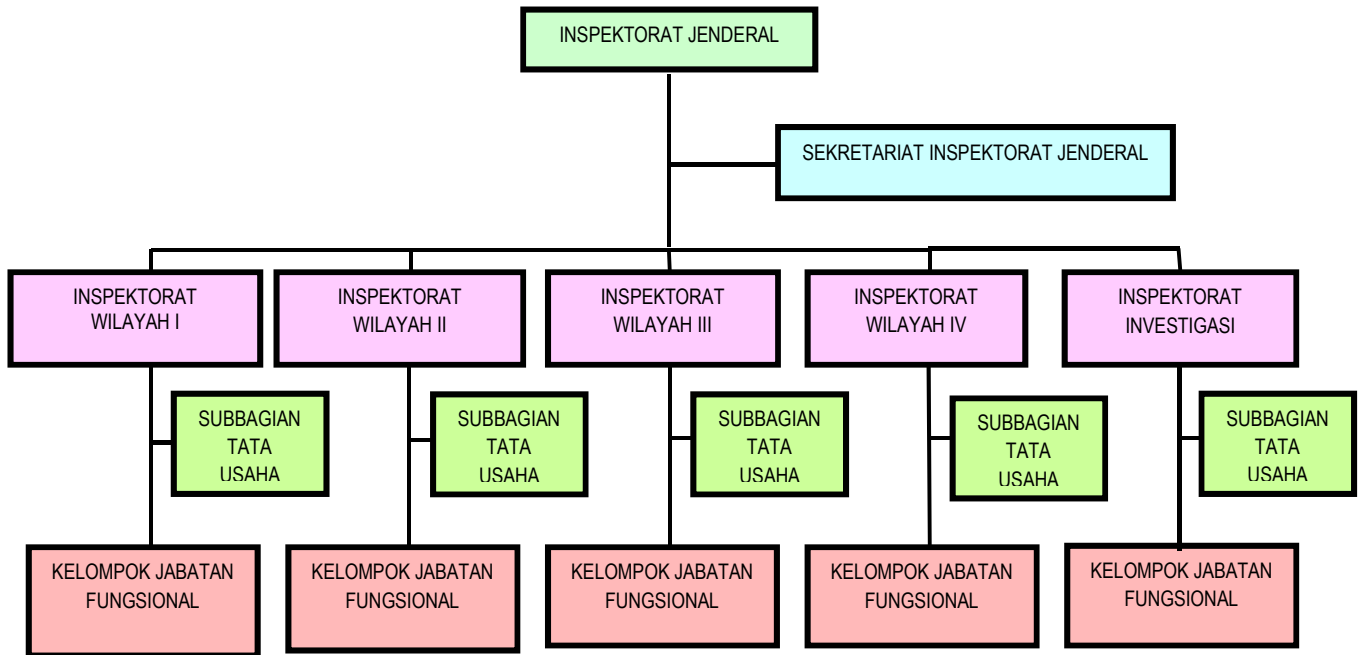 INSPEKTORAT JENDERAL
SEKRETARIAT INSPEKTORAT JENDERAL
INSPEKTORAT
WILAYAH I
INSPEKTORAT
WILAYAH II
INSPEKTORAT
WILAYAH III
INSPEKTORAT
WILAYAH IV
INSPEKTORAT
INVESTIGASI
SUBBAGIAN
TATA
USAHA
SUBBAGIAN
TATA
USAHA
SUBBAGIAN
TATA
USAHA
SUBBAGIAN
TATA
USAHA
SUBBAGIAN
TATA
USAHA
KELOMPOK JABATAN
FUNGSIONAL
KELOMPOK JABATAN
FUNGSIONAL
KELOMPOK JABATAN
FUNGSIONAL
KELOMPOK JABATAN
FUNGSIONAL
KELOMPOK JABATAN
FUNGSIONAL